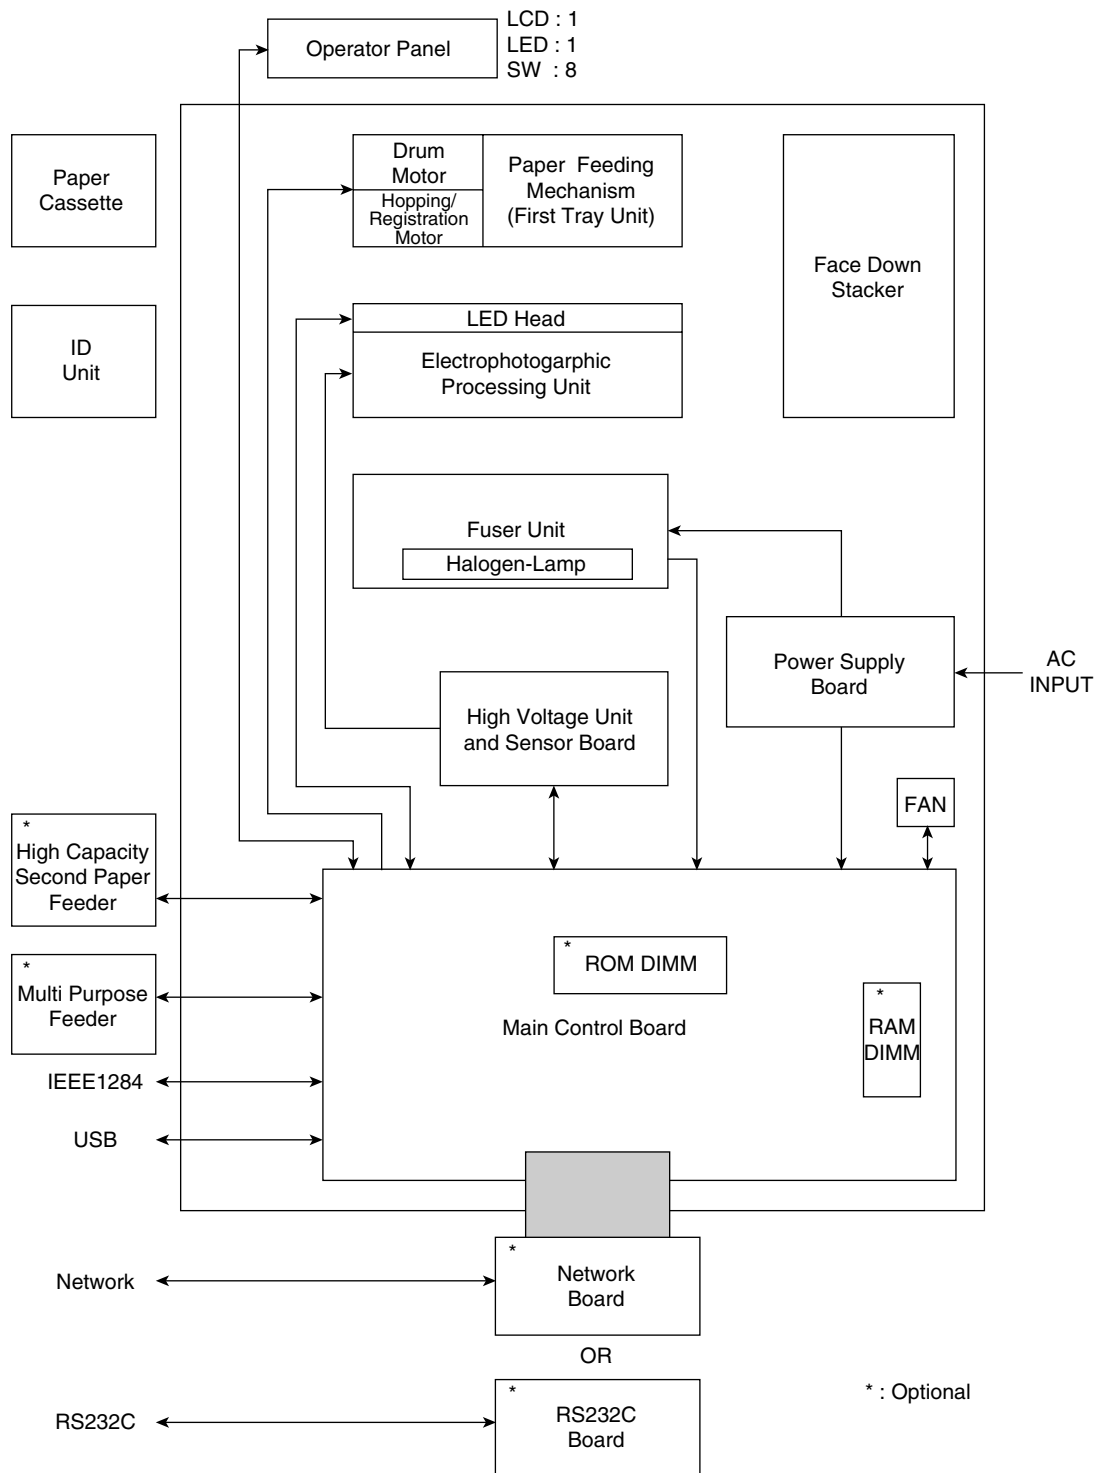 LCD : 1
Operator Panel
LED : 1
SW : 8
Paper
Cassette
Drum
Motor
Hopping/
Registration
Motor
Paper Feeding
Mechanism
(First Tray Unit)
Face Down
Stacker
ID
Unit
LED Head
Electrophotogarphic
Processing Unit
Fuser Unit
Halogen-Lamp
Power Supply
Board
AC
INPUT
High Voltage Unit
and Sensor Board
FAN
*
High Capacity
Second Paper
Feeder
*
ROM DIMM
*
Multi Purpose
Feeder
Main Control Board
*
RAM
DIMM
IEEE1284
USB
*
Network
Board
Network
OR
* : Optional
*
RS232C
Board
RS232C